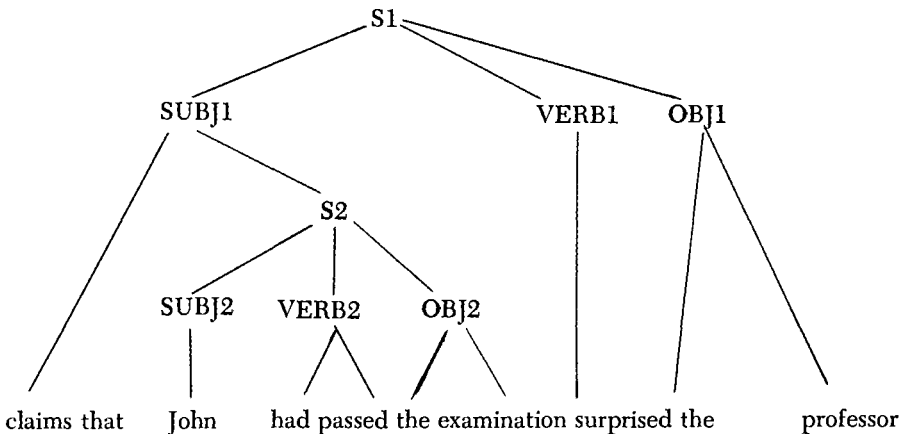 S1
SUBJ1 VERB1 OBJ1
S2
SUBJ2 VERB2 OBJ2
claims that John had passed the examination surprised the professor